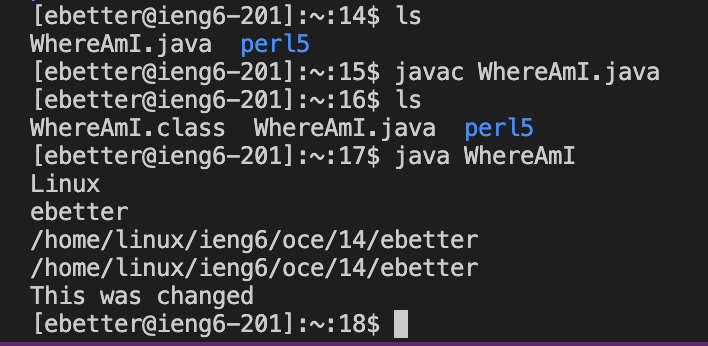 [ebetter@ieng6-201]:~:14$ ls
WhereAmI.java  perl5
[ebetter@ieng6-201]:~:15$ javac WhereAmI.java
[ebetter@ieng6-201]:~:16$ ls
WhereAmI.class  WhereAmI.java  perl5
[ebetter@ieng6-201]:~:17$ java WhereAmI
Linux
ebetter
/home/linux/ieng6/oce/14/ebetter
/home/linux/ieng6/oce/14/ebetter
This was changed
[ebetter@ieng6-201]:~:18$